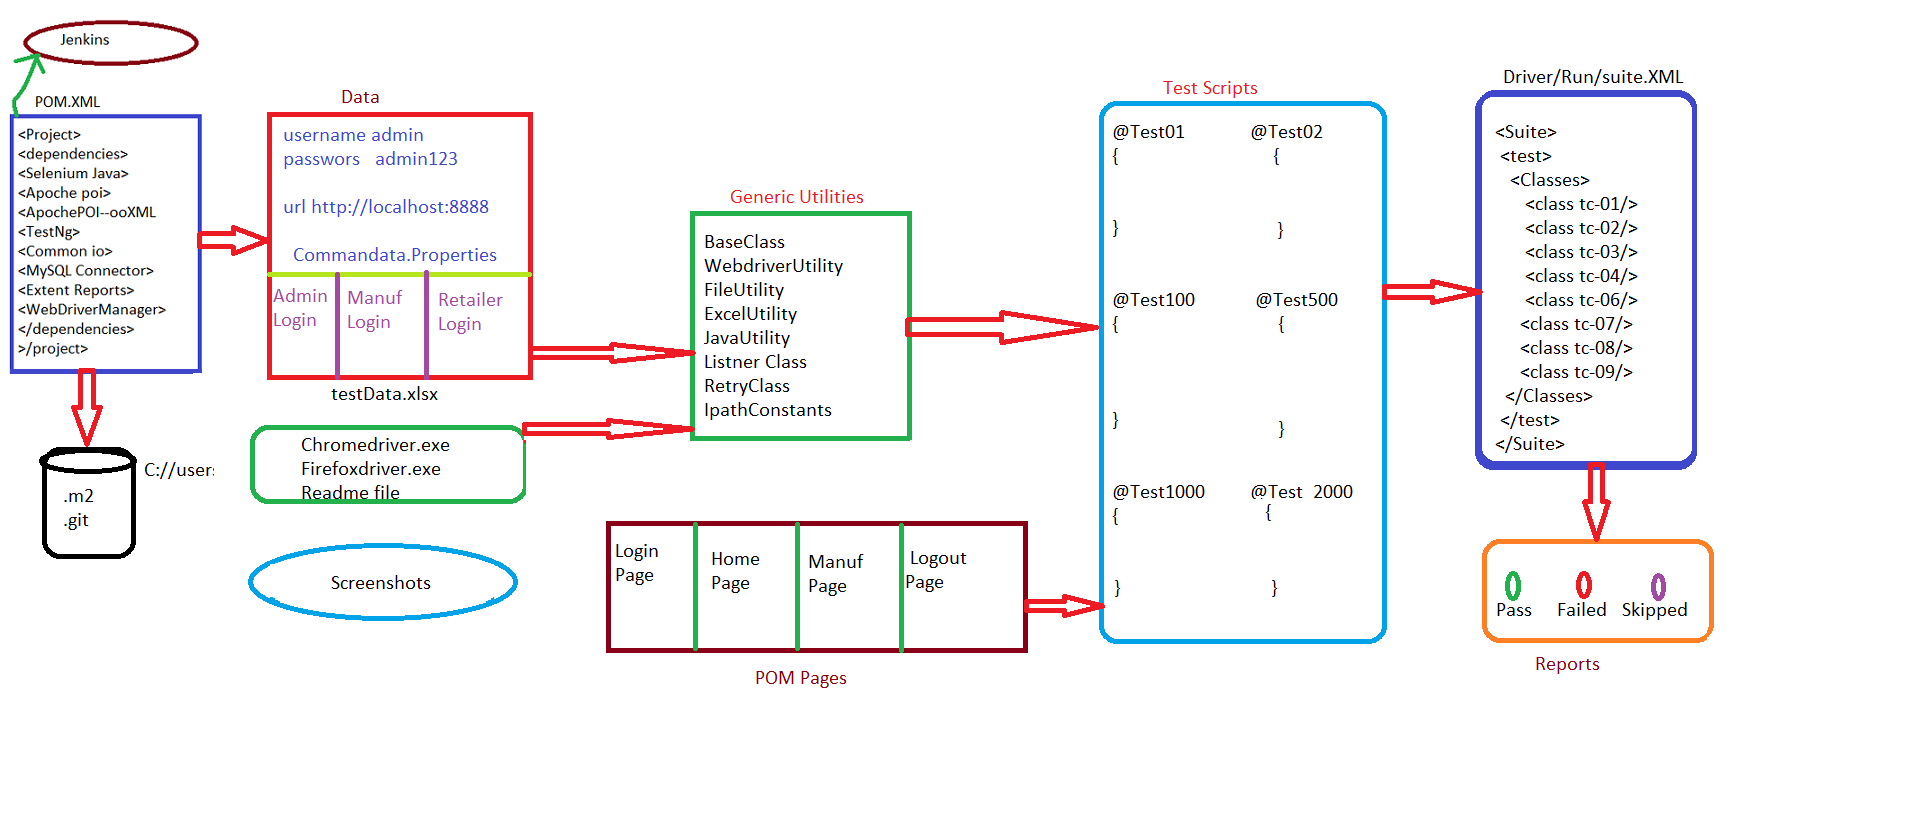 Jenkins
POM.XML
<Project>
<dependencies>
<Selenium Java>
<Apoche poi>
<ApochePOI--ooXML
<TestNg>
<Common io>
<MySQL Connector>
<Extent Reports>
<WebDriverManager>
</dependencies>
>/project>
C://users
.m2
.git
Data
username admin
passwors admin123
url http://localhost:8888
Commandata.Properties
Admin
Login
Manuf
Login
Retailer
Login
testData.xlsx
Chromedriver.exe
Firefoxdriver.exe
Readme file
Screenshots
Generic Utilities
BaseClass
WebdriverUtility
FileUtility
ExcelUtility
JavaUtility
Listner Class
RetryClass
IpathConstants
Login
Page
Home
Page
Manuf
Page
Logout
Page
POM Pages
Test Scripts
@Test01 @Test02
{ {
} }
@Test100 @Test500
{ {
} }
@Test1000 @Test 2000
{ {
} }
Driver/Run/suite.XML
<Suite>
<test>
<Classes>
<class tc-01/>
<class tc-02/>
<class tc-03/>
<class tc-04/>
<class tc-06/>
<class tc-07/>
<class tc-08/>
<class tc-09/>
</Classes>
</test>
</Suite>
Pass Failed Skipped
Reports